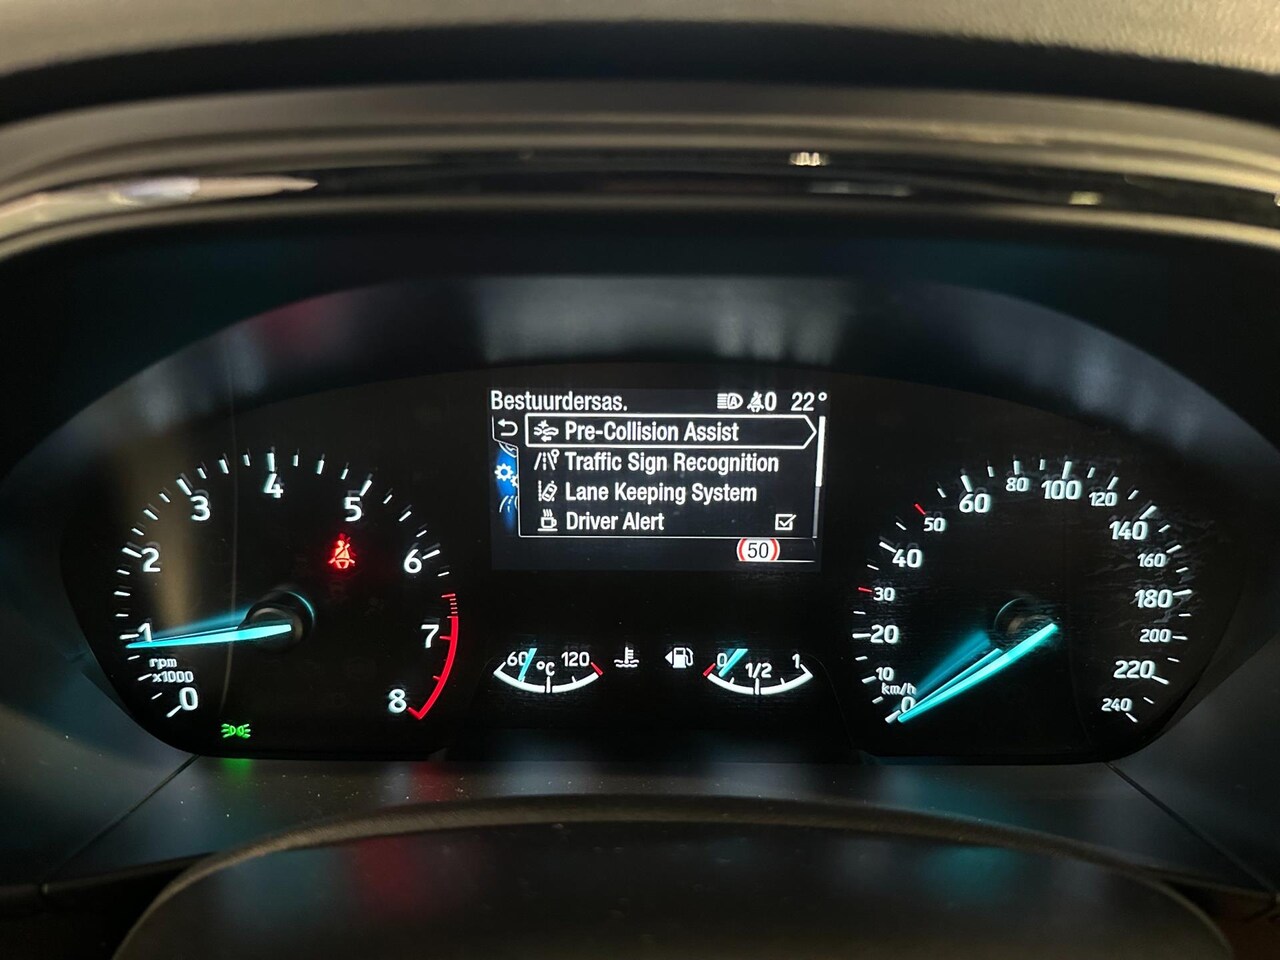 Bestuurdersas. A 0 22°
Pre-Collision Assist
Traffic Sign Recognition
Lane Keeping System
Driver Alert
50
0 1 2 3 4 5 6 7 8
rpm
x1000
60 °C 120
0 1/2 1
0 10 20 30 40 50 60 80 100 120 140 160 180 200 220 240
km/h